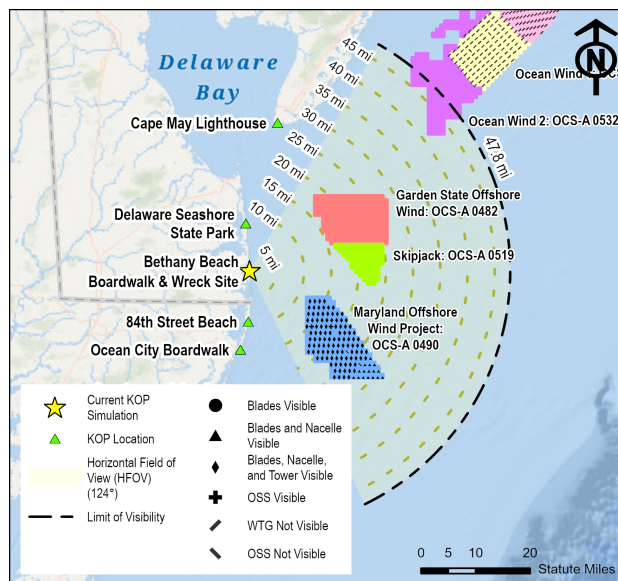 Delaware
Bay
45 mi
40 mi
35 mi
30 mi
25 mi
20 mi
15 mi
10 mi
5 mi
47.8 mi
N
Ocean Wind 1: OCS
Ocean Wind 2: OCS-A 0532
Cape May Lighthouse
Garden State Offshore
Wind: OCS-A 0482
Delaware Seashore
State Park
Skipjack: OCS-A 0519
Bethany Beach
Boardwalk & Wreck Site
Maryland Offshore
Wind Project:
OCS-A 0490
84th Street Beach
Ocean City Boardwalk
Current KOP
Simulation
KOP Location
Horizontal Field of
View (HFOV)
(124°)
Limit of Visibility
Blades Visible
Blades and Nacelle
Visible
Blades, Nacelle,
and Tower Visible
OSS Visible
WTG Not Visible
OSS Not Visible
0 5 10 20
Statute Miles